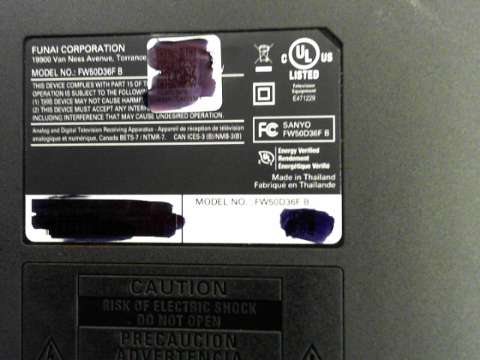 FUNAI CORPORATION
19900 Van Ness Avenue, Torrance
MODEL NO.: FW50D36F B
THIS DEVICE COMPLIES WITH PART 15 OF T
OPERATION IS SUBJECT TO THE FOLLOWING
(1) THIS DEVICE MAY NOT CAUSE HARMF
(2) THIS DEVICE MUST ACCEPT ANY INTER
INCLUDING INTERFERENCE THAT MAY CAUSE UNDESIRED OPERATION.
Analog and Digital Television Receiving Apparatus - Appareil de réception de télévision
analogique et numérique, Canada BETS-7 / NTMR-7. CAN ICES-3 (B)/NMB-3(B)
C UL US
LISTED
Television
Equipment
E471229
FC SANYO
FW50D36F B
Energy Verified
Rendement
Énergétique Vérifié
Made in Thailand
Fabriqué en Thaïlande
MODEL NO. : FW50D36F B
CAUTION
RISK OF ELECTRIC SHOCK
DO NOT OPEN
PRECAUCION
ADVERTENCIA